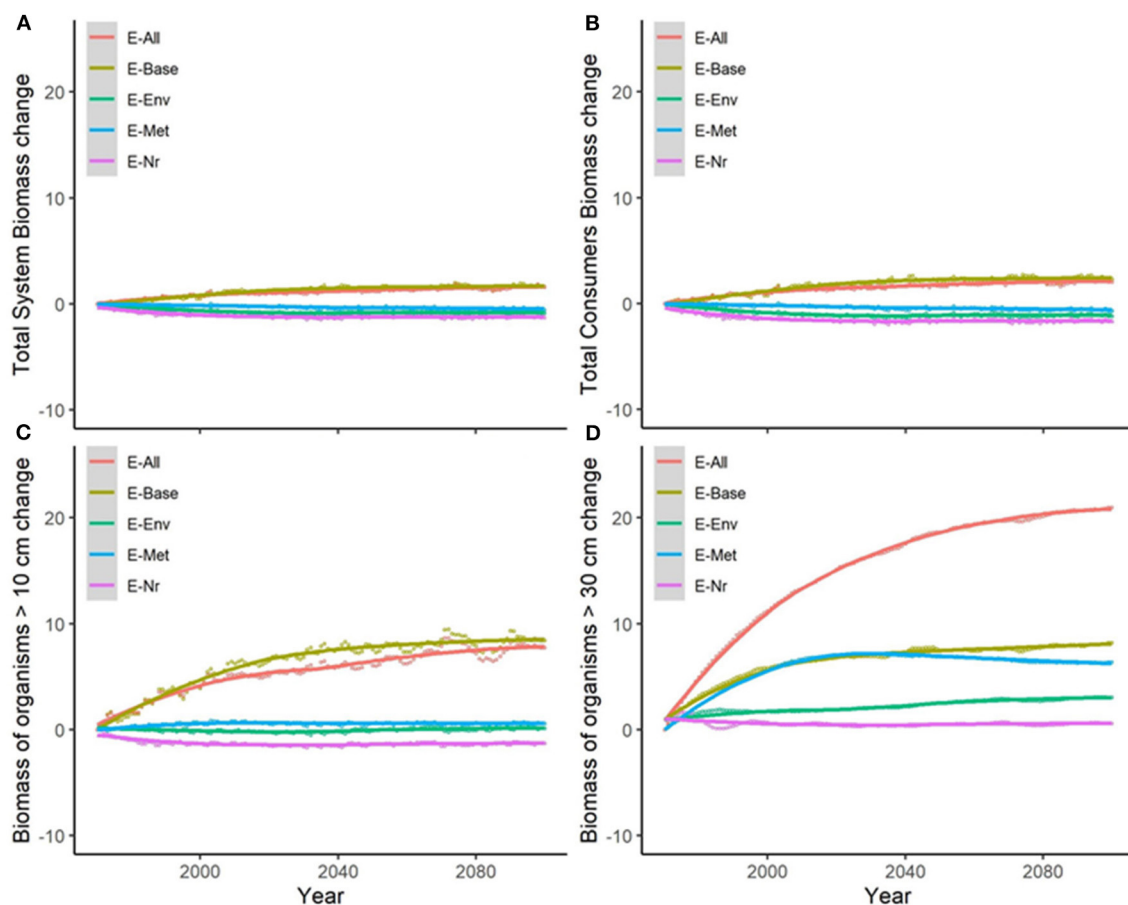 A
E-All
E-Base
E-Env
E-Met
E-Nr
Total System Biomass change
20
10
0
-10
B
E-All
E-Base
E-Env
E-Met
E-Nr
Total Consumers Biomass change
20
10
0
-10
C
E-All
E-Base
E-Env
E-Met
E-Nr
Biomass of organisms > 10 cm change
20
10
0
-10
2000 2040 2080
Year
D
E-All
E-Base
E-Env
E-Met
E-Nr
Biomass of organisms > 30 cm change
20
10
0
-10
2000 2040 2080
Year